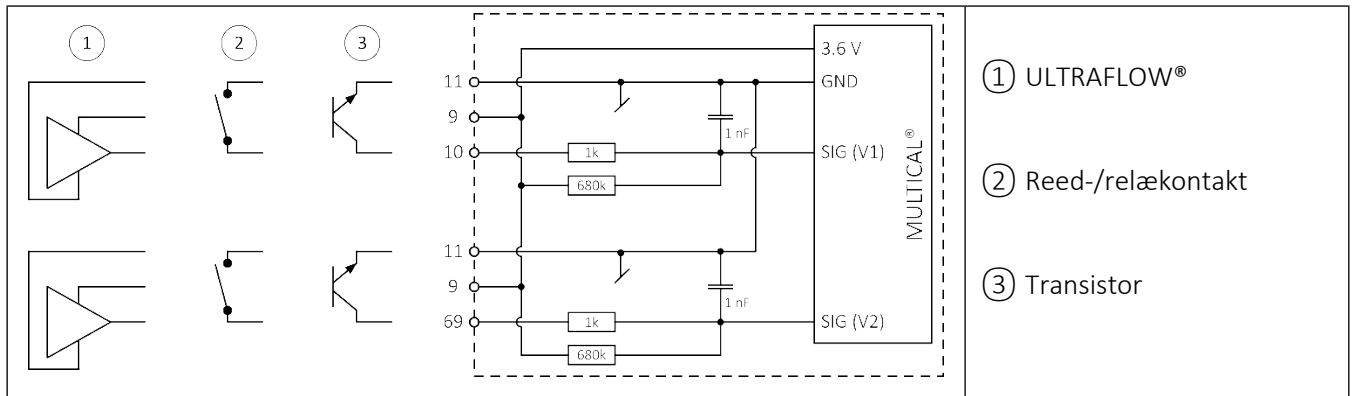 1
2
3
3.6 V
11
GND
9
1 nF
10
1k
SIG (V1)
680k
MULTICAL®
11
9
1 nF
69
1k
SIG (V2)
680k
1 ULTRAFLOW®
2 Reed-/relækontakt
3 Transistor